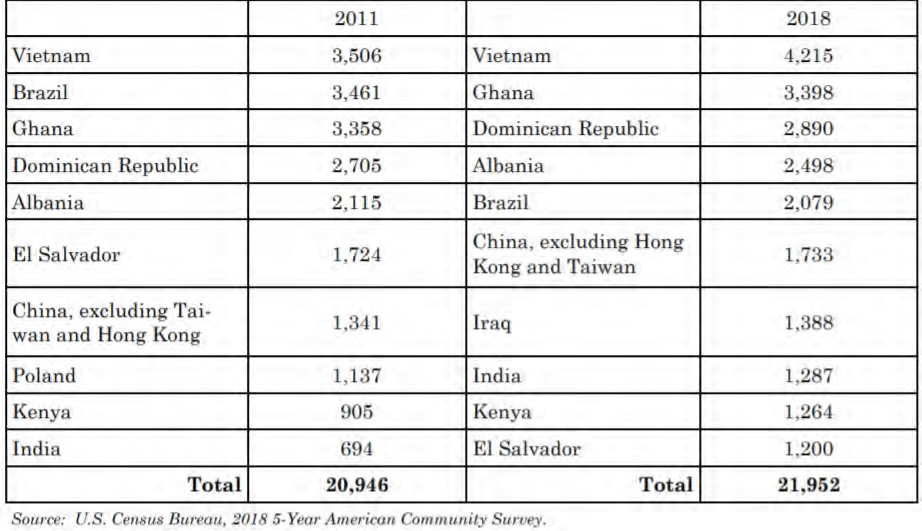 2011 2018
Vietnam 3,506 Vietnam 4,215
Brazil 3,461 Ghana 3,398
Ghana 3,358 Dominican Republic 2,890
Dominican Republic 2,705 Albania 2,498
Albania 2,115 Brazil 2,079
El Salvador 1,724 China, excluding Hong
Kong and Taiwan 1,733
China, excluding Tai-
wan and Hong Kong 1,341 Iraq 1,388
Poland 1,137 India 1,287
Kenya 905 Kenya 1,264
India 694 El Salvador 1,200
Total 20,946 Total 21,952
Source: U.S. Census Bureau, 2018 5-Year American Community Survey.